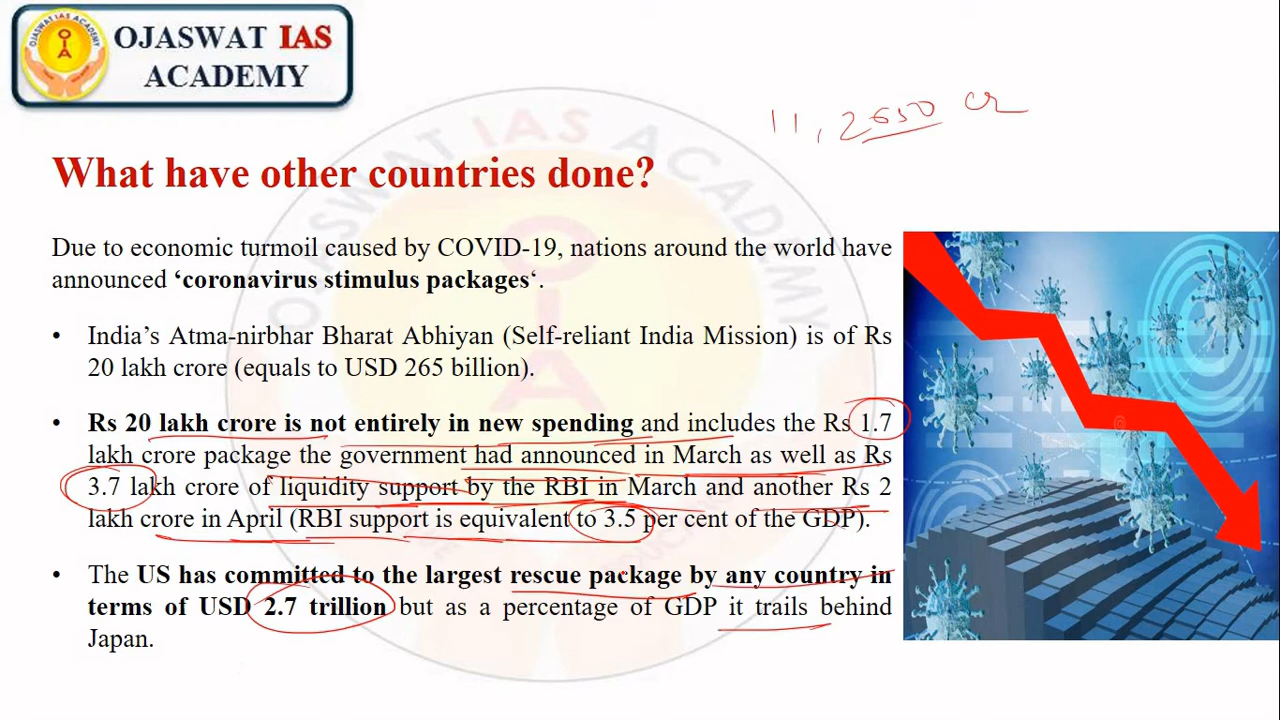 OJASWAT IAS
ACADEMY
11,2650 cr
What have other countries done?
Due to economic turmoil caused by COVID-19, nations around the world have
announced ‘coronavirus stimulus packages‘.
• India’s Atma-nirbhar Bharat Abhiyan (Self-reliant India Mission) is of Rs
20 lakh crore (equals to USD 265 billion).
• Rs 20 lakh crore is not entirely in new spending and includes the Rs 1.7
lakh crore package the government had announced in March as well as Rs
3.7 lakh crore of liquidity support by the RBI in March and another Rs 2
lakh crore in April (RBI support is equivalent to 3.5 per cent of the GDP).
• The US has committed to the largest rescue package by any country in
terms of USD 2.7 trillion but as a percentage of GDP it trails behind
Japan.
OJASWAT IAS ACADEMY
OIA